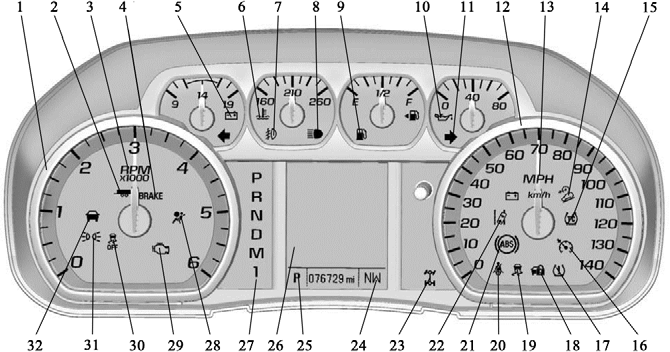 1 2 3 4 5 6 7 8 9 10 11 12 13 14 15
9 14 19
160 210 260
E 1/2 F
0 40 80
0 1 2 3 4 5 6
RPM
x1000
BRAKE
OFF
P
R
N
D
M
1
P 076729 mi NW
0 10 20 30 40 50 60 70 80 90 100 110 120 130 140
MPH
km/h
ABS
32 31 30 29 28 27 26 25 24 23 22 21 20 19 18 17 16